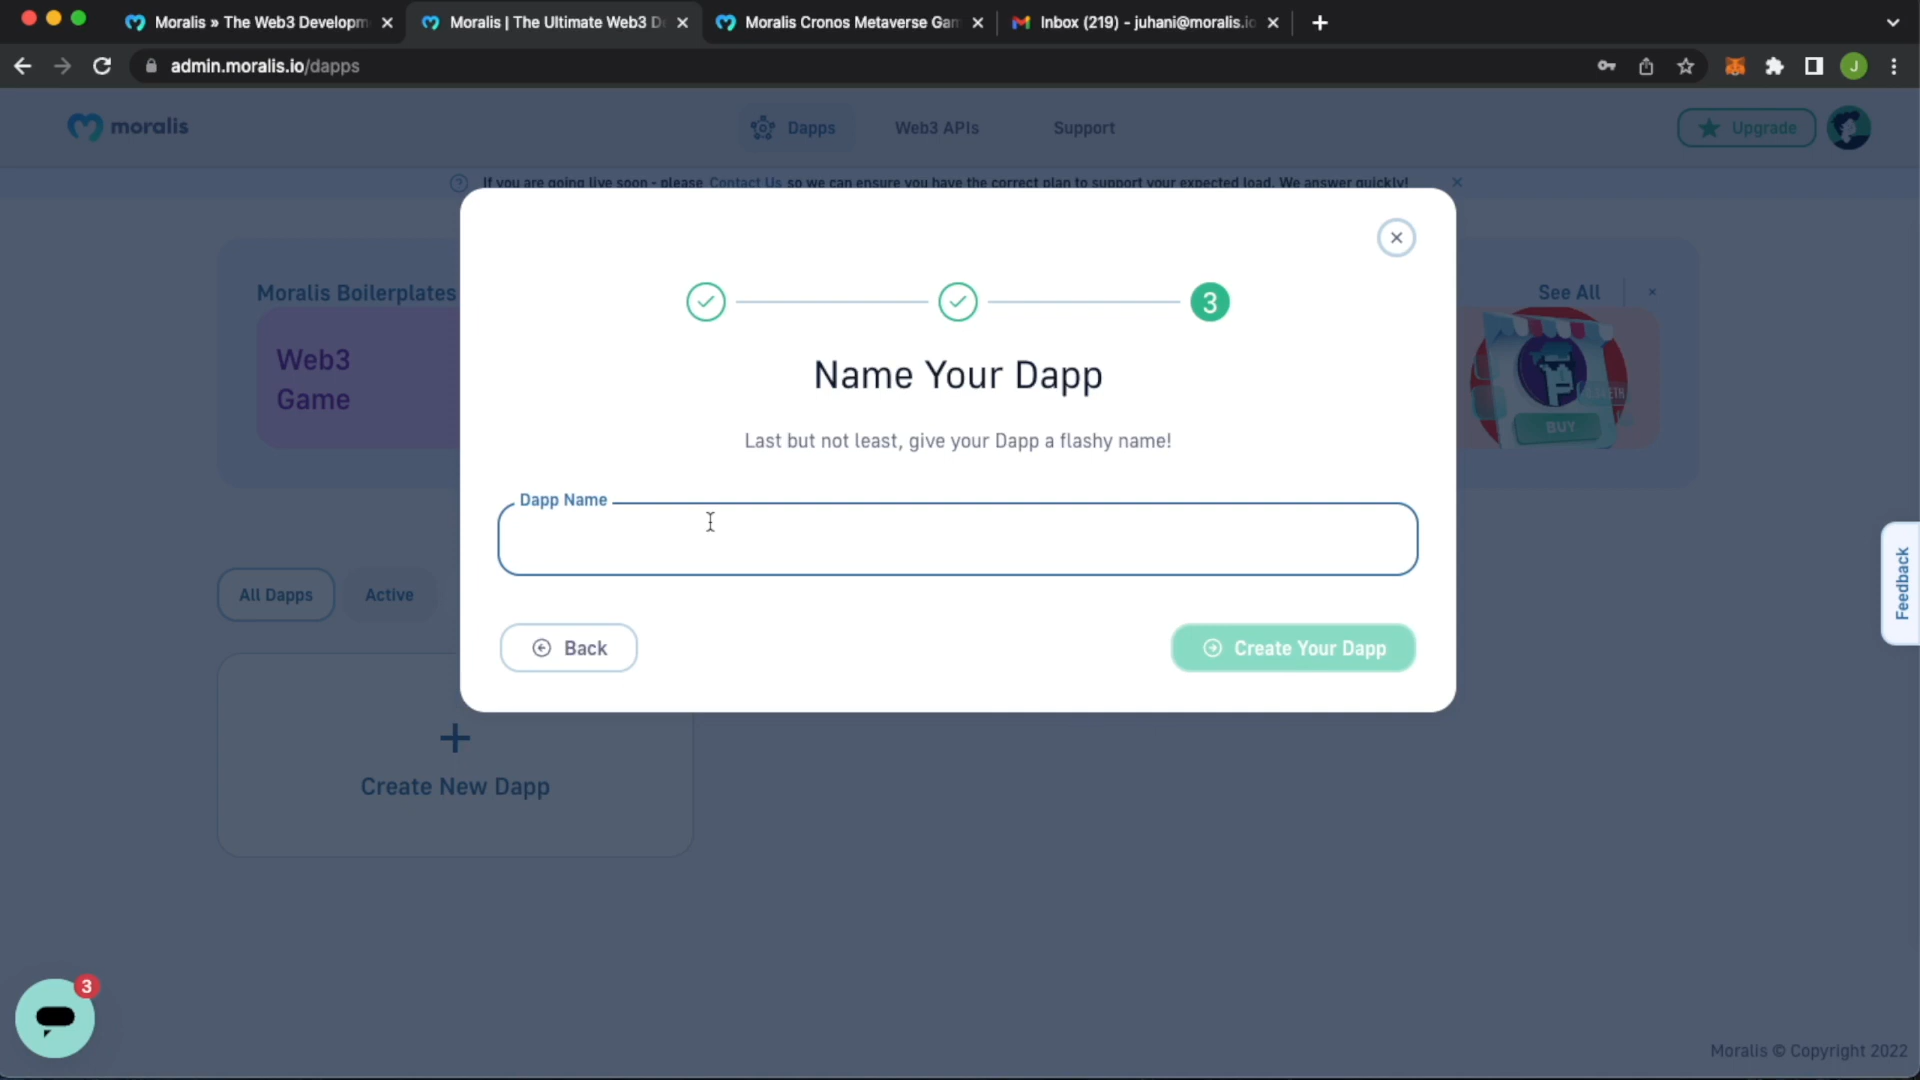 Moralis » The Web3 Developm
Moralis | The Ultimate Web3 D
Moralis Cronos Metaverse Gam
Inbox (219) - juhani@moralis.io
admin.moralis.io/dapps
J
moralis
Dapps
Web3 APIs
Support
Upgrade
If you are going live soon - please Contact Us so we can ensure you have the correct plan to support your expected load. We answer quickly!
Moralis Boilerplates
See All
Web3
Game
BUY
3
Name Your Dapp
Last but not least, give your Dapp a flashy name!
Dapp Name
Back
Create Your Dapp
All Dapps
Active
Feedback
+
Create New Dapp
3
Moralis © Copyright 2022